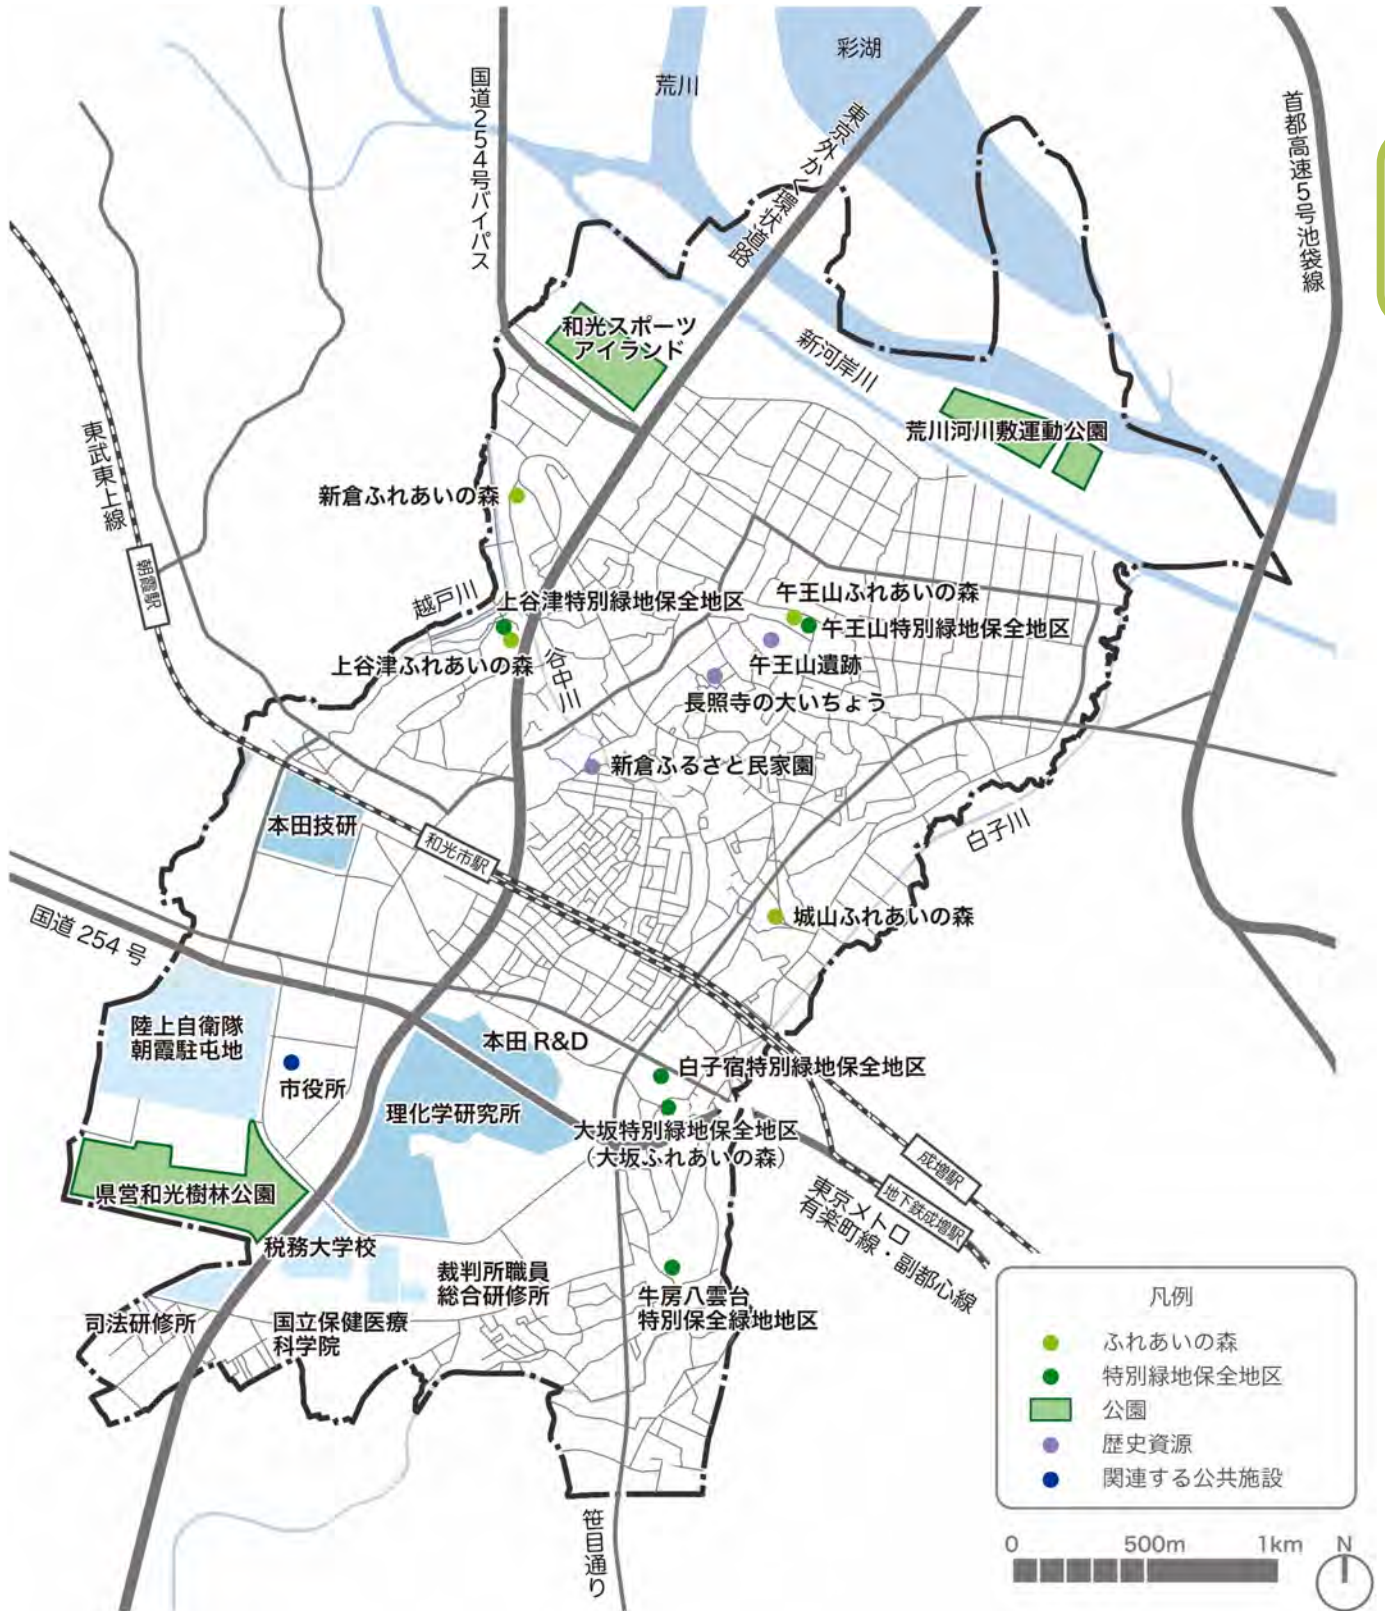 彩湖
荒川
国道254号バイパス
東京外かく環状道路
首都高速5号池袋線
和光スポーツ
アイランド
新河岸川
荒川河川敷運動公園
東武東上線
新倉ふれあいの森
朝霞駅
越戸川
上谷津特別緑地保全地区
午王山ふれあいの森
午王山特別緑地保全地区
上谷津ふれあいの森
谷中川
午王山遺跡
長照寺の大いちょう
新倉ふるさと民家園
本田技研
和光市駅
白子川
国道254号
城山ふれあいの森
陸上自衛隊
朝霞駐屯地
本田 R&D
市役所
白子宿特別緑地保全地区
理化学研究所
大坂特別緑地保全地区
（大坂ふれあいの森）
成増駅
地下鉄成増駅
県営和光樹林公園
東京メトロ
有楽町線・副都心線
税務大学校
裁判所職員
総合研修所
牛房八雲台
特別保全緑地地区
司法研修所
国立保健医療
科学院
笹目通り
凡例
ふれあいの森
特別緑地保全地区
公園
歴史資源
関連する公共施設
0 500m 1km N